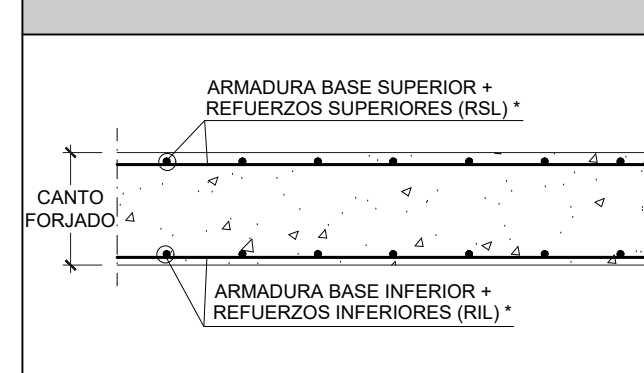 ARMADURA BASE SUPERIOR +
REFUERZOS SUPERIORES (RSL) *
CANTO
FORJADO
ARMADURA BASE INFERIOR +
REFUERZOS INFERIORES (RIL) *